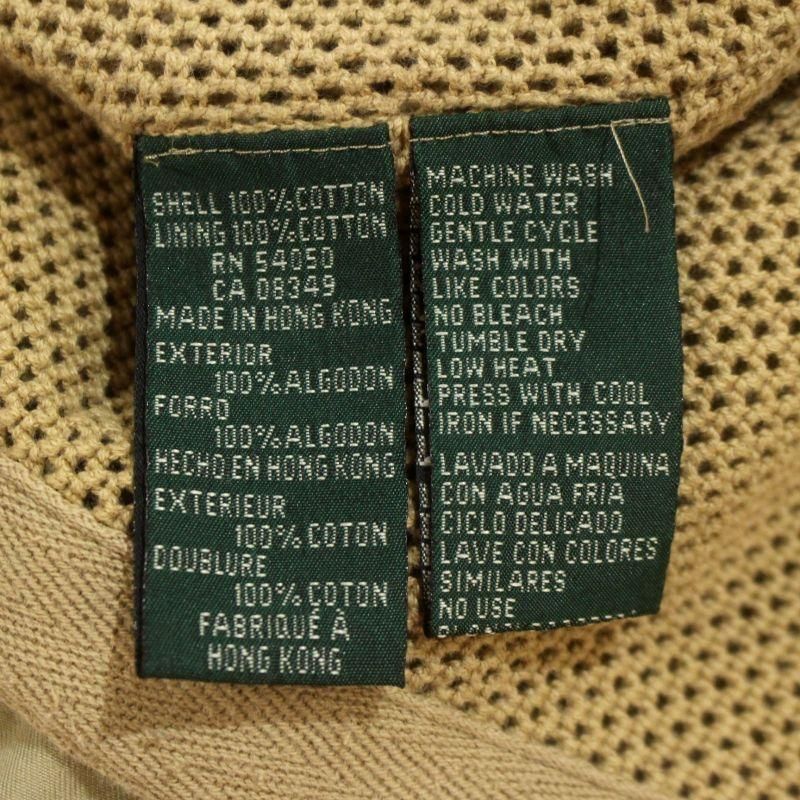 SHELL 100% COTTON
LINING 100% COTTON
RN 54050
CA 08349
MADE IN HONG KONG
EXTERIOR
100% ALGODON
FORRO
100% ALGODON
HECHO EN HONG KONG
EXTERIEUR
100% COTON
DOUBLURE
100% COTON
FABRIQUÉ À
HONG KONG
MACHINE WASH
COLD WATER
GENTLE CYCLE
WASH WITH
LIKE COLORS
NO BLEACH
TUMBLE DRY
LOW HEAT
PRESS WITH COOL
IRON IF NECESSARY
LAVADO A MAQUINA
CON AGUA FRIA
CICLO DELICADO
LAVE CON COLORES
SIMILARES
NO USE